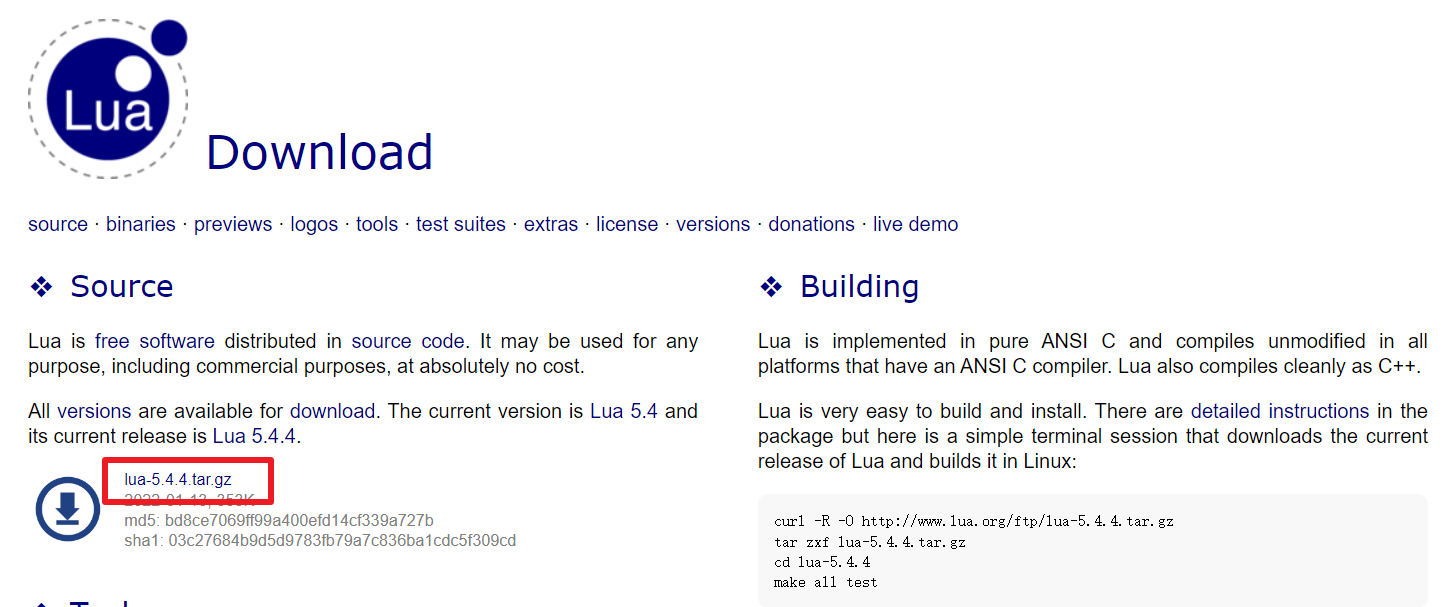 Lua
Download
source · binaries · previews · logos · tools · test suites · extras · license · versions · donations · live demo
❖ Source
Lua is free software distributed in source code. It may be used for any
purpose, including commercial purposes, at absolutely no cost.
All versions are available for download. The current version is Lua 5.4 and
its current release is Lua 5.4.4.
lua-5.4.4.tar.gz
2022-01-13, 353K
md5: bd8ce7069ff99a400efd14cf339a727b
sha1: 03c27684b9d5d9783fb79a7c836ba1cdc5f309cd
❖ Building
Lua is implemented in pure ANSI C and compiles unmodified in all
platforms that have an ANSI C compiler. Lua also compiles cleanly as C++.
Lua is very easy to build and install. There are detailed instructions in the
package but here is a simple terminal session that downloads the current
release of Lua and builds it in Linux:
curl -R -O http://www.lua.org/ftp/lua-5.4.4.tar.gz
tar zxf lua-5.4.4.tar.gz
cd lua-5.4.4
make all test